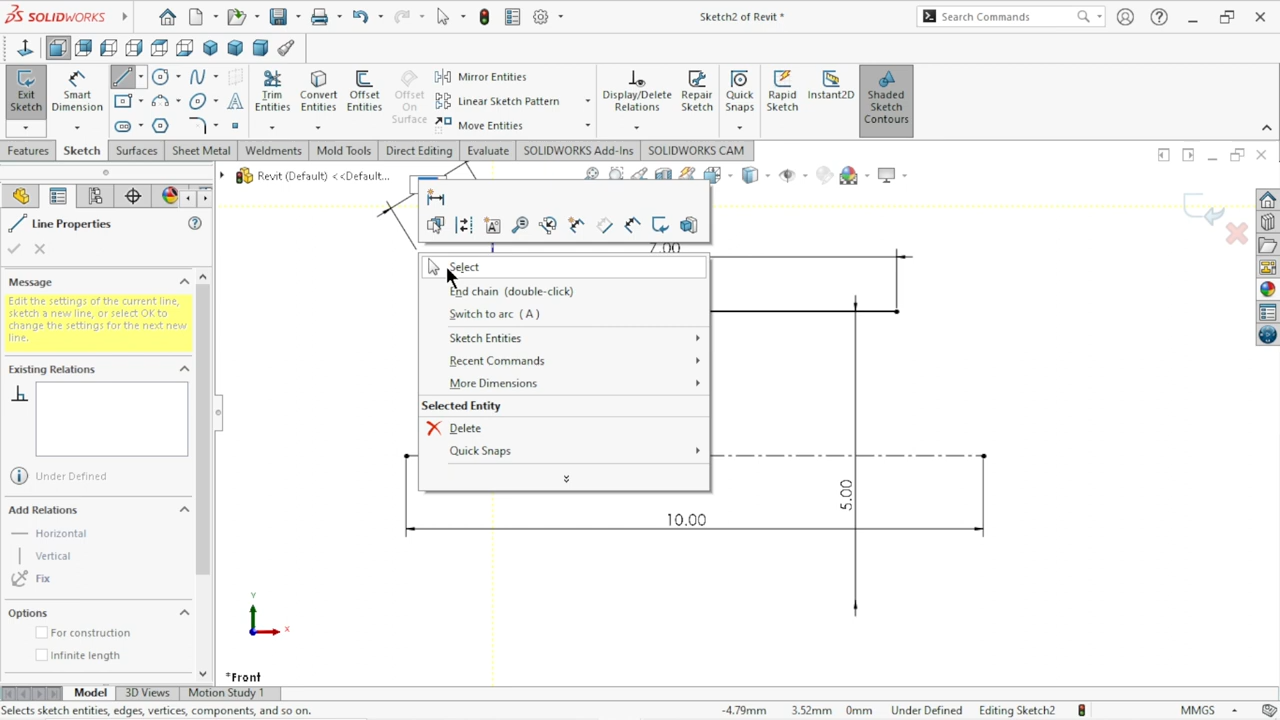 SOLIDWORKS
Sketch2 of Revit *
Search Commands
Exit Sketch
Smart Dimension
Trim Entities
Convert Entities
Offset Entities
Offset On Surface
Mirror Entities
Linear Sketch Pattern
Move Entities
Display/Delete Relations
Repair Sketch
Quick Snaps
Rapid Sketch
Instant2D
Shaded Sketch Contours
Features
Sketch
Surfaces
Sheet Metal
Weldments
Mold Tools
Direct Editing
Evaluate
SOLIDWORKS Add-Ins
SOLIDWORKS CAM
Revit (Default) <<Default...
Line Properties
Message
Edit the settings of the current line,
sketch a new line, or select OK to
change the settings for the next new
line.
Existing Relations
Under Defined
Add Relations
Horizontal
Vertical
Fix
Options
For construction
Infinite length
7.00
Select
End chain (double-click)
Switch to arc (A)
Sketch Entities
Recent Commands
More Dimensions
Selected Entity
Delete
Quick Snaps
5.00
10.00
Y
X
*Front
Model
3D Views
Motion Study 1
Selects sketch entities, edges, vertices, components, and so on.
-4.79mm
3.52mm
0mm
Under Defined
Editing Sketch2
MMGS